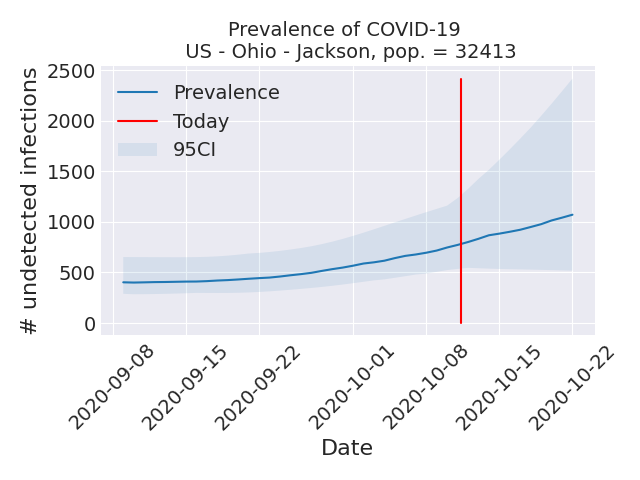 Prevalence of COVID-19
US - Ohio - Jackson, pop. = 32413
# undetected infections
2500
2000
1500
1000
500
0
Prevalence
Today
95CI
2020-09-08
2020-09-15
2020-09-22
2020-10-01
2020-10-08
2020-10-15
2020-10-22
Date